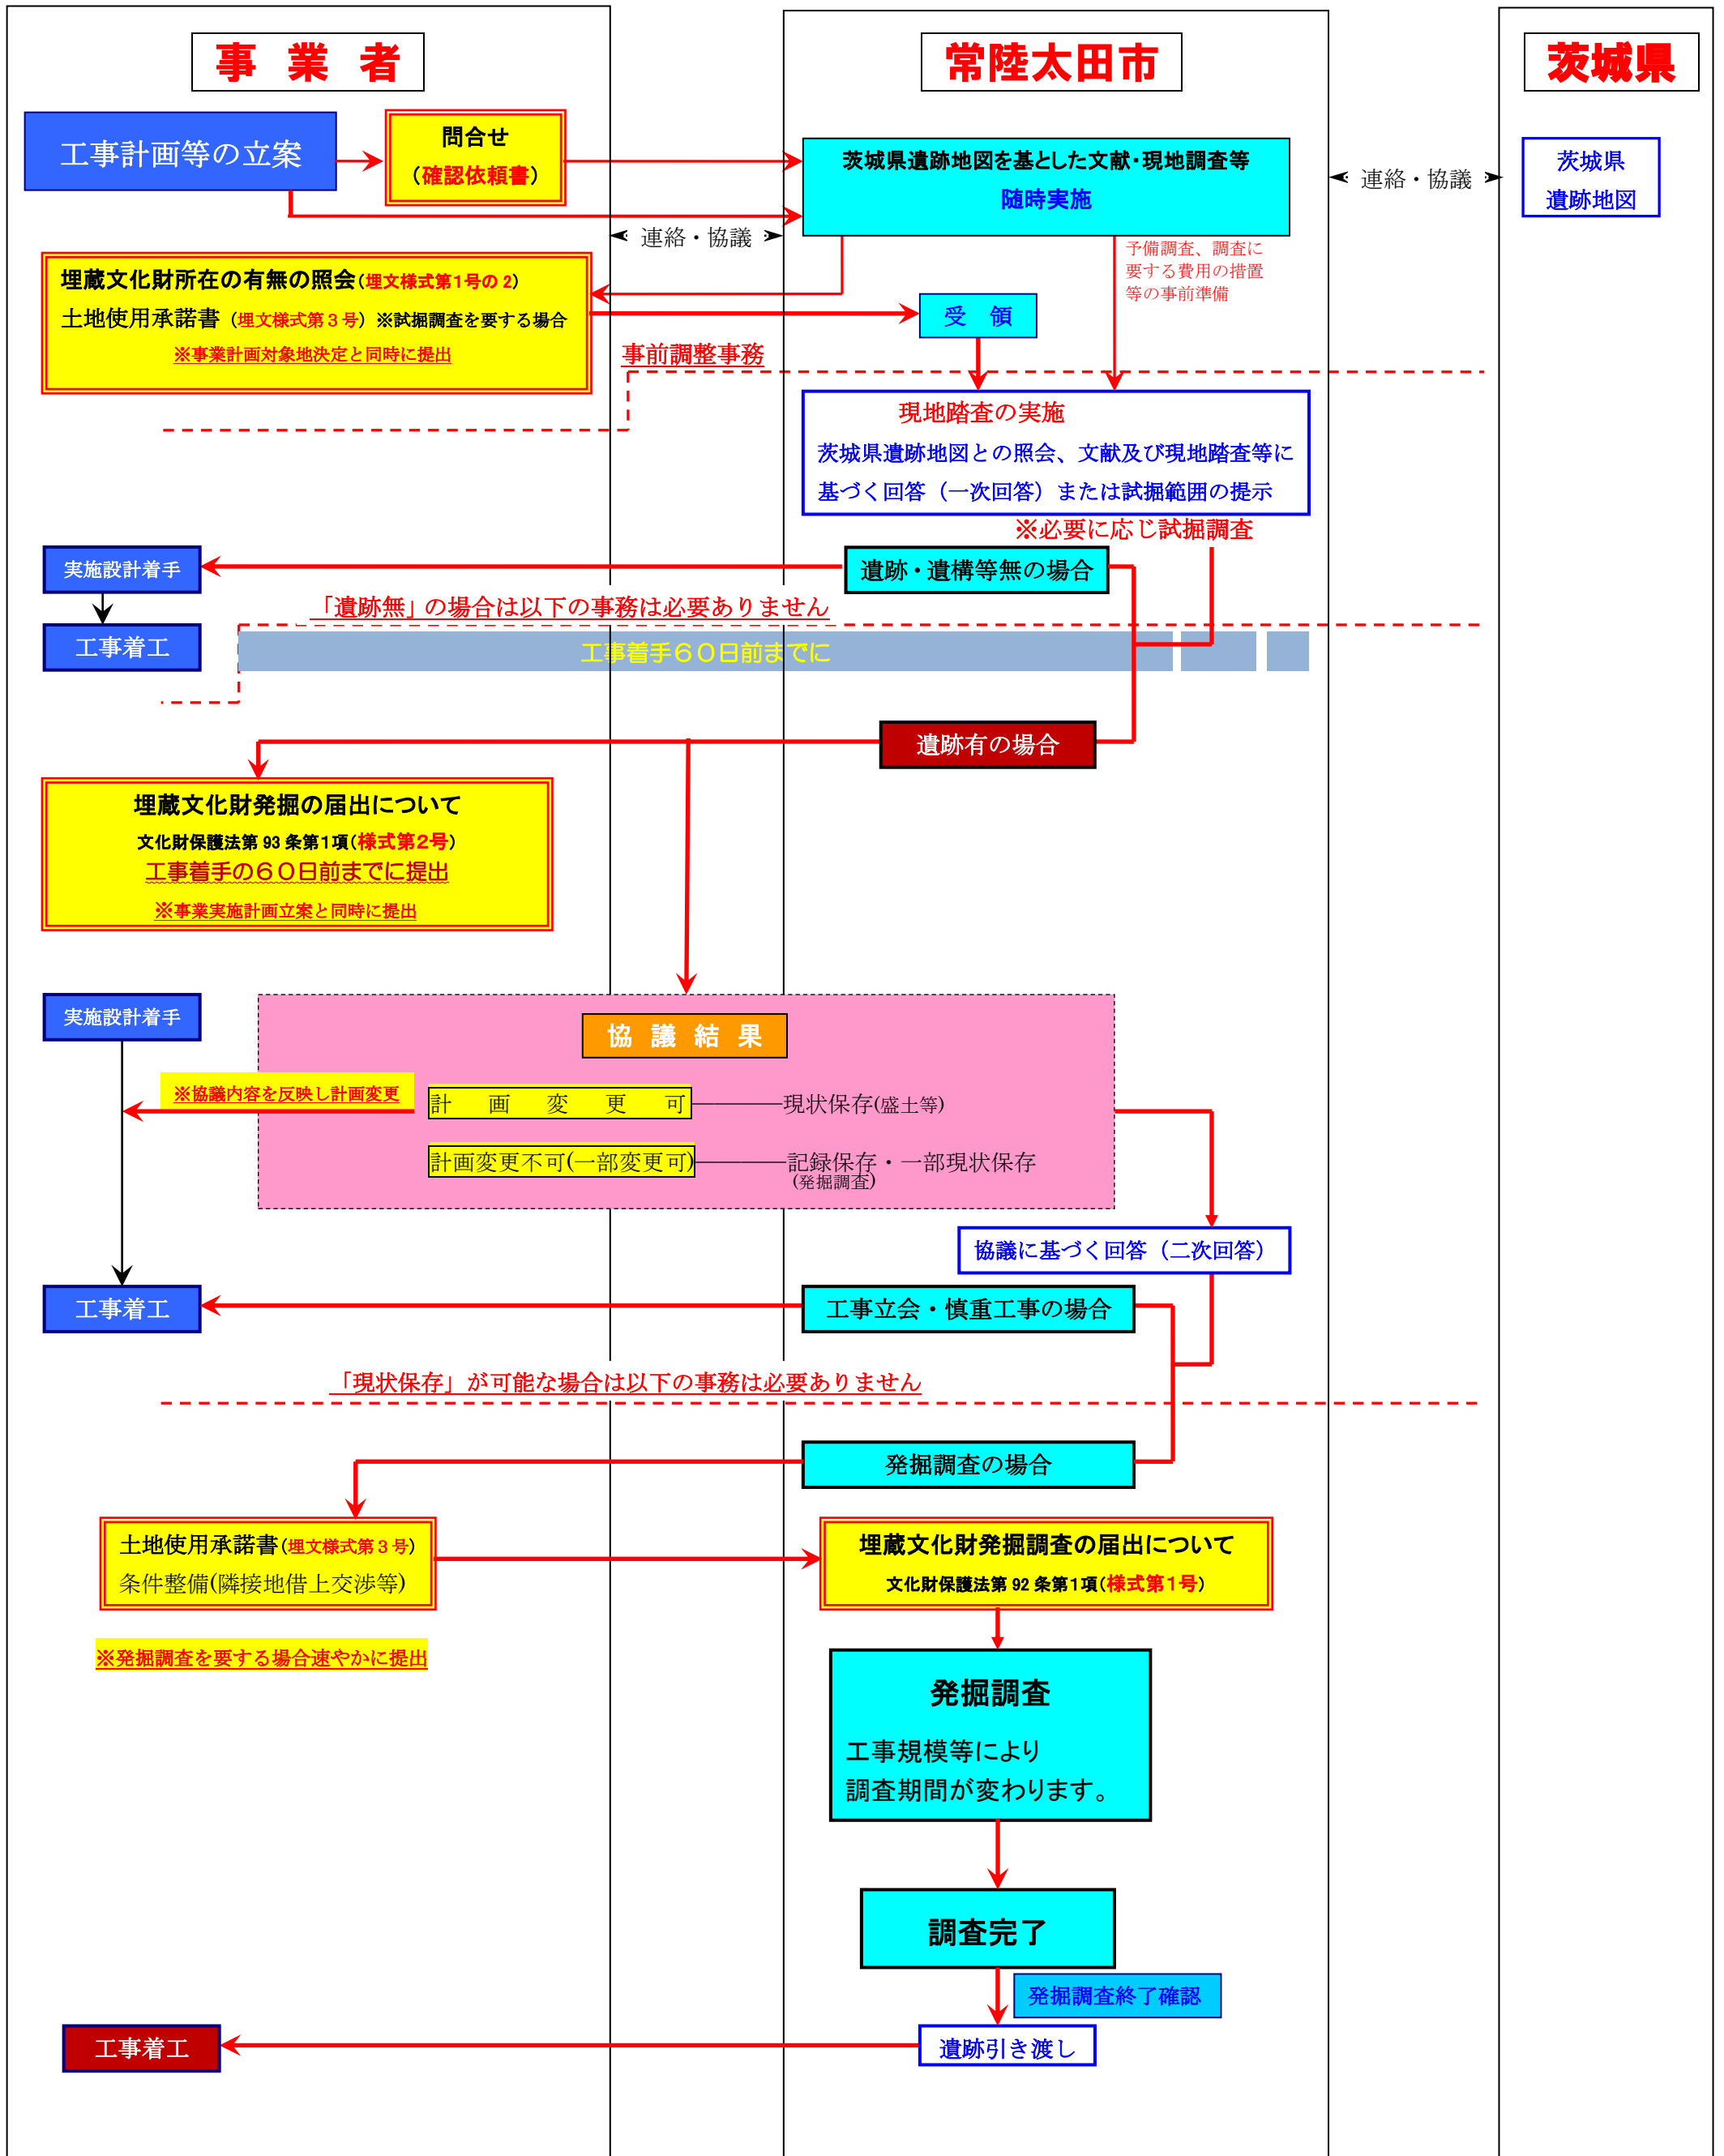 事 業 者
常陸太田市
茨城県
工事計画等の立案
問合せ
（確認依頼書）
茨城県遺跡地図を基とした文献・現地調査等
随時実施
連絡・協議
茨城県
遺跡地図
連絡・協議
予備調査、調査に
要する費用の措置
等の事前準備
埋蔵文化財所在の有無の照会（埋文様式第１号の２）
土地使用承諾書（埋文様式第３号）※試掘調査を要する場合
※事業計画対象地決定と同時に提出
受 領
事前調整事務
現地踏査の実施
茨城県遺跡地図との照会、文献及び現地踏査等に
基づく回答（一次回答）または試掘範囲の提示
※必要に応じ試掘調査
実施設計着手
遺跡・遺構等無の場合
「遺跡無」の場合は以下の事務は必要ありません
工事着工
工事着手６０日前までに
遺跡有の場合
埋蔵文化財発掘の届出について
文化財保護法第 93 条第１項（様式第２号）
工事着手の６０日前までに提出
※事業実施計画立案と同時に提出
実施設計着手
協 議 結 果
※協議内容を反映し計画変更
計 画 変 更 可――――現状保存(盛土等)
計画変更不可(一部変更可)――――記録保存・一部現状保存
(発掘調査)
協議に基づく回答（二次回答）
工事着工
工事立会・慎重工事の場合
「現状保存」が可能な場合は以下の事務は必要ありません
発掘調査の場合
土地使用承諾書（埋文様式第３号）
条件整備(隣接地借上交渉等)
埋蔵文化財発掘調査の届出について
文化財保護法第 92 条第１項（様式第１号）
※発掘調査を要する場合速やかに提出
発掘調査
工事規模等により
調査期間が変わります。
調査完了
発掘調査終了確認
工事着工
遺跡引き渡し